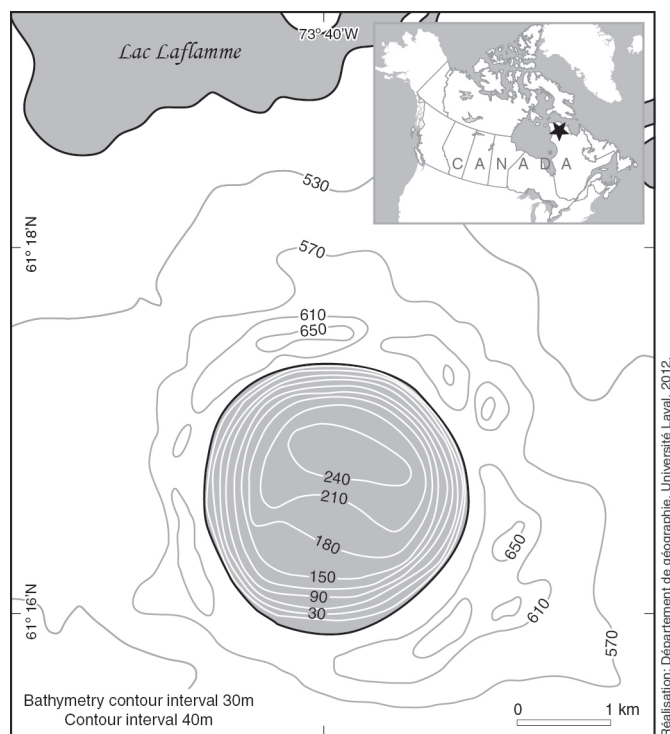 73° 40'W
Lac Laflamme
CANADA
530
61° 18'N
570
610
650
240
210
180
150
90
30
650
610
570
61° 16'N
Bathymetry contour interval 30m
Contour interval 40m
0 1 km
Réalisation: Département de géographie, Université Laval, 2012.